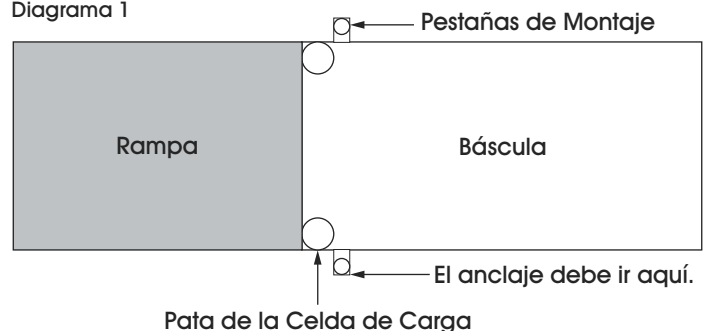 Diagrama 1
Pestañas de Montaje
Rampa
Báscula
El anclaje debe ir aquí.
Pata de la Celda de Carga